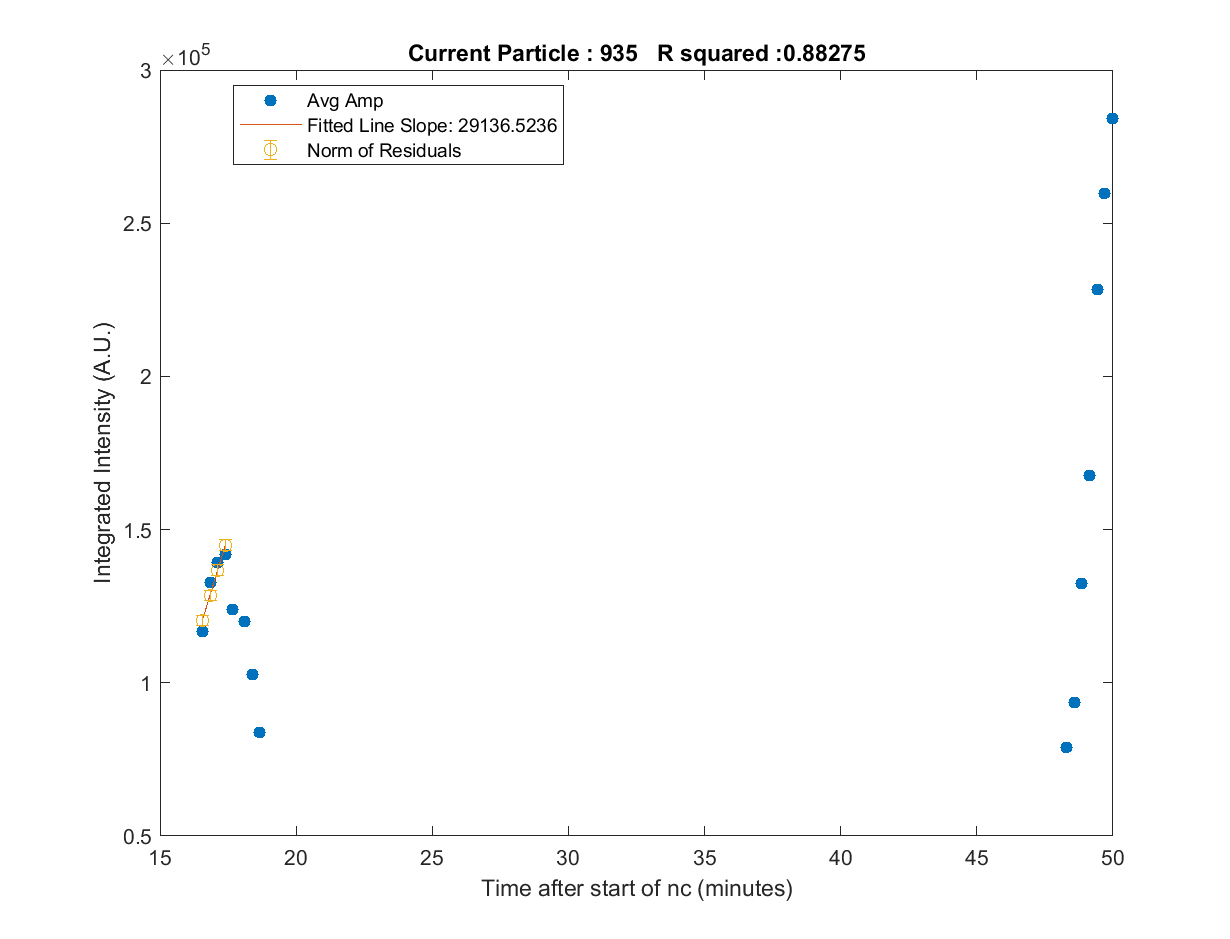 Current Particle : 935   R squared :0.88275
×10^5
Avg Amp
Fitted Line Slope: 29136.5236
Norm of Residuals
3
2.5
2
1.5
1
0.5
Integrated Intensity (A.U.)
15 20 25 30 35 40 45 50
Time after start of nc (minutes)